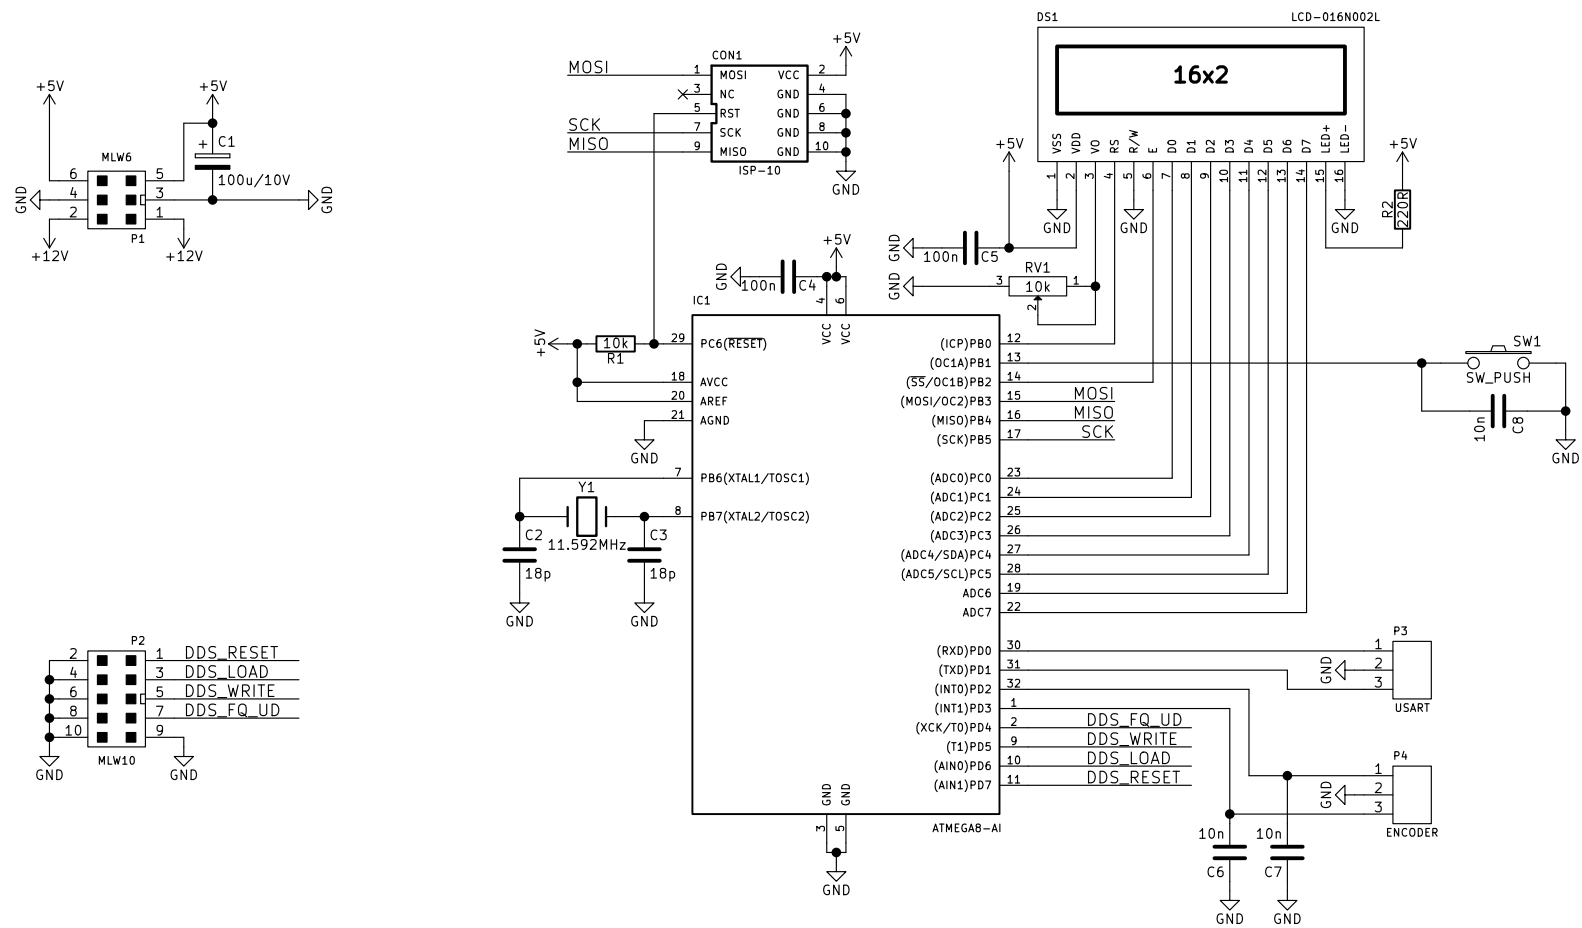 DS1 LCD-016N002L
16x2
VSS VDD VO RS R/W E D0 D1 D2 D3 D4 D5 D6 D7 LED+ LED-
1 2 3 4 5 6 7 8 9 10 11 12 13 14 15 16
+5V
+5V
R2
220R
GND GND GND
GND
100n C5
GND
3 RV1 1
10k
2
CON1
+5V
MOSI 1 MOSI VCC 2
3 NC GND 4
5 RST GND 6
SCK 7 SCK GND 8
MISO 9 MISO GND 10
ISP-10
GND
+5V +5V
C1
100u/10V
MLW6
6 5
4 3
2 1
P1
GND GND
+12V +12V
+5V
GND
100n C4
4 6
VCC VCC
IC1
+5V
10k
R1
29 PC6(RESET)
18 AVCC
20 AREF
21 AGND
GND
7 PB6(XTAL1/TOSC1)
8 PB7(XTAL2/TOSC2)
Y1
11.592MHz
C2
18p
C3
18p
GND GND
(ICP)PB0 12
(OC1A)PB1 13
(SS/OC1B)PB2 14
(MOSI/OC2)PB3 15 MOSI
(MISO)PB4 16 MISO
(SCK)PB5 17 SCK
(ADC0)PC0 23
(ADC1)PC1 24
(ADC2)PC2 25
(ADC3)PC3 26
(ADC4/SDA)PC4 27
(ADC5/SCL)PC5 28
ADC6 19
ADC7 22
(RXD)PD0 30
(TXD)PD1 31
(INT0)PD2 32
(INT1)PD3 1
(XCK/T0)PD4 2 DDS_FQ_UD
(T1)PD5 9 DDS_WRITE
(AIN0)PD6 10 DDS_LOAD
(AIN1)PD7 11 DDS_RESET
GND GND
3 5
ATMEGA8-AI
GND
SW1
SW_PUSH
10n C8
GND
P3
1
GND 2
3
USART
P4
1
GND 2
3
ENCODER
10n 10n
C6 C7
GND GND
P2
2 1 DDS_RESET
4 3 DDS_LOAD
6 5 DDS_WRITE
8 7 DDS_FQ_UD
10 9
MLW10
GND GND